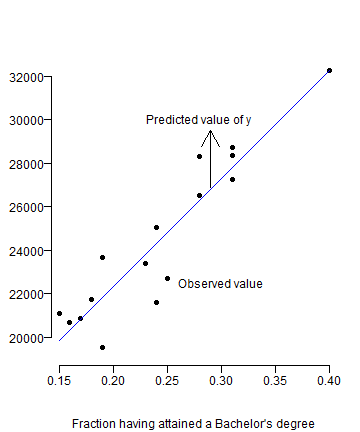 32000
30000
28000
26000
24000
22000
20000
Predicted value of y
Observed value
0.15 0.20 0.25 0.30 0.35 0.40
Fraction having attained a Bachelor's degree